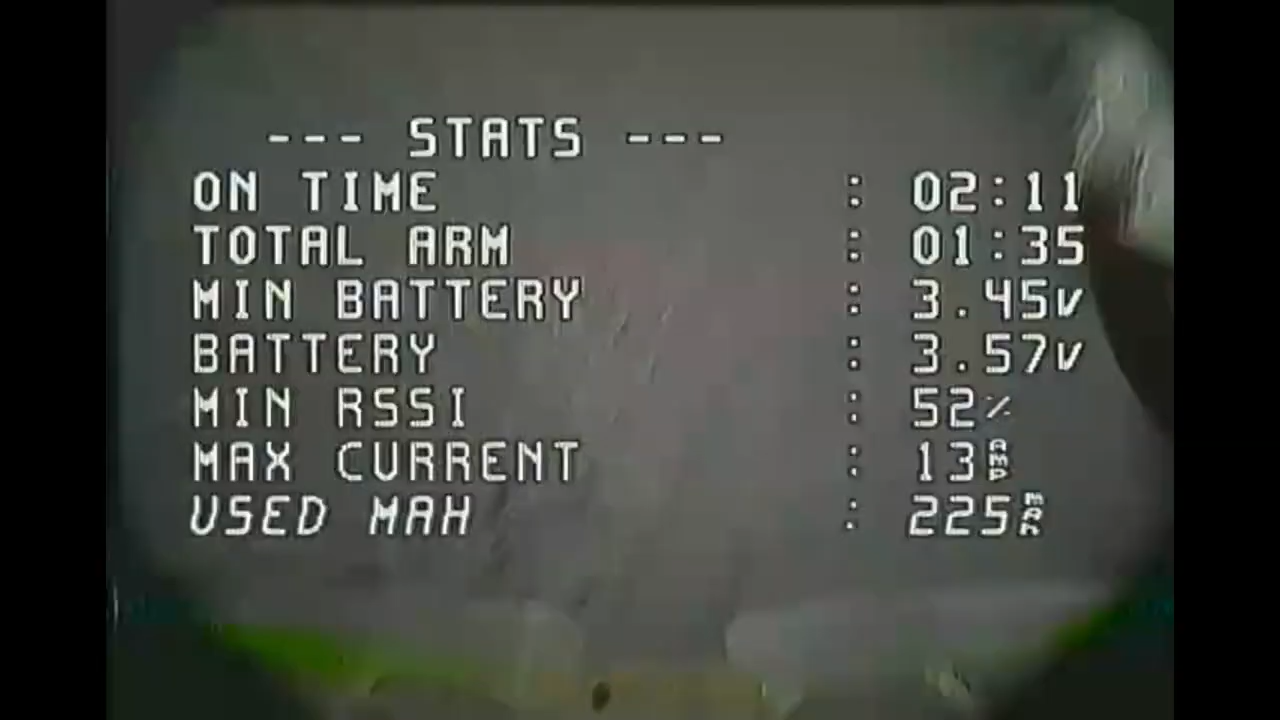 --- STATS ---
ON TIME : 02:11
TOTAL ARM : 01:35
MIN BATTERY : 3.45V
BATTERY : 3.57V
MIN RSSI : 52%
MAX CURRENT : 13AMP
USED MAH : 225mAh